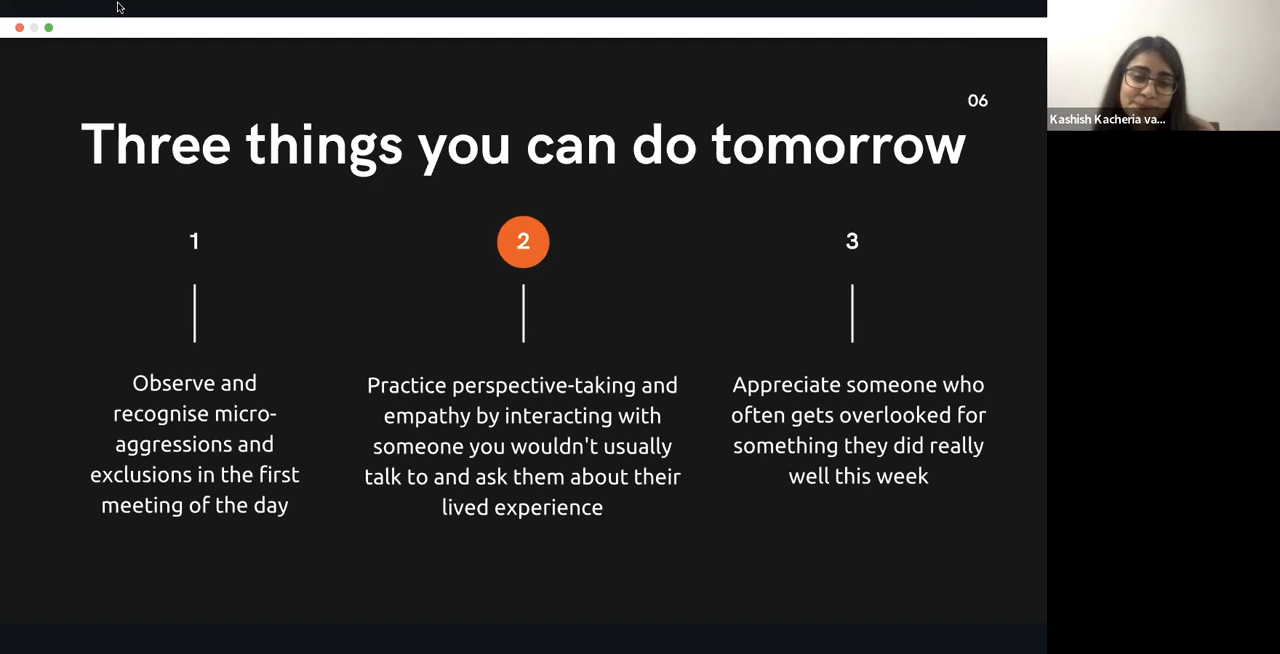 06
Three things you can do tomorrow
1
Observe and
recognise micro-
aggressions and
exclusions in the first
meeting of the day
2
Practice perspective-taking and
empathy by interacting with
someone you wouldn't usually
talk to and ask them about their
lived experience
3
Appreciate someone who
often gets overlooked for
something they did really
well this week
Kashish Kacheria va...